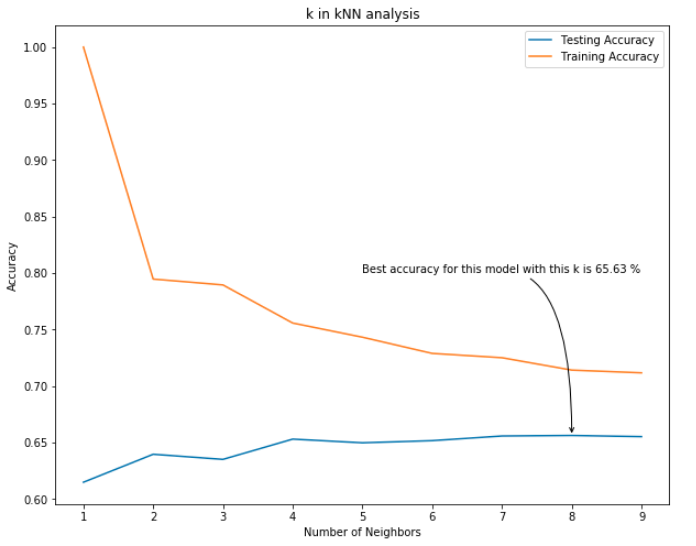 k in kNN analysis
Testing Accuracy
Training Accuracy
1.00
0.95
0.90
0.85
0.80
0.75
0.70
0.65
0.60
Accuracy
Best accuracy for this model with this k is 65.63 %
1 2 3 4 5 6 7 8 9
Number of Neighbors